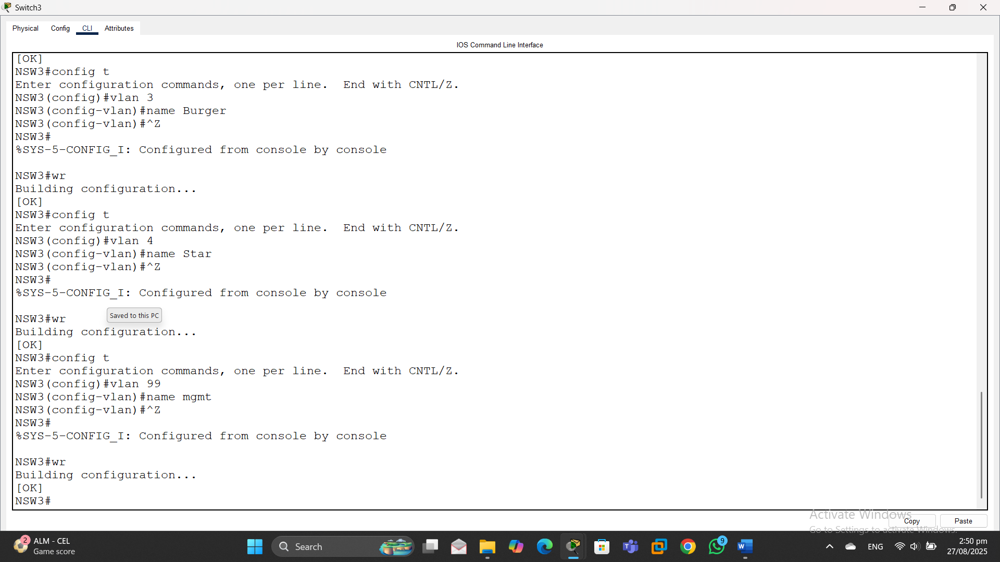 Switch3
Physical Config CLI Attributes
IOS Command Line Interface
[OK]
NSW3#config t
Enter configuration commands, one per line.  End with CNTL/Z.
NSW3(config)#vlan 3
NSW3(config-vlan)#name Burger
NSW3(config-vlan)#^Z
NSW3#
%SYS-5-CONFIG_I: Configured from console by console
NSW3#wr
Building configuration...
[OK]
NSW3#config t
Enter configuration commands, one per line.  End with CNTL/Z.
NSW3(config)#vlan 4
NSW3(config-vlan)#name Star
NSW3(config-vlan)#^Z
NSW3#
%SYS-5-CONFIG_I: Configured from console by console
Saved to this PC
NSW3#wr
Building configuration...
[OK]
NSW3#config t
Enter configuration commands, one per line.  End with CNTL/Z.
NSW3(config)#vlan 99
NSW3(config-vlan)#name mgmt
NSW3(config-vlan)#^Z
NSW3#
%SYS-5-CONFIG_I: Configured from console by console
NSW3#wr
Building configuration...
[OK]
NSW3#
Activate Windows
Go to Settings to activate Windows.
Copy Paste
2 ALM - CEL
Game score
Search
9
ENG
2:50 pm
27/08/2025